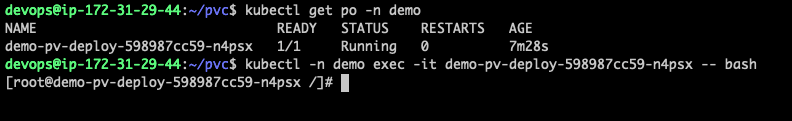 devops@ip-172-31-29-44:~/pvc$ kubectl get po -n demo
NAME                              READY   STATUS    RESTARTS   AGE
demo-pv-deploy-598987cc59-n4psx   1/1     Running   0          7m28s
devops@ip-172-31-29-44:~/pvc$ kubectl -n demo exec -it demo-pv-deploy-598987cc59-n4psx -- bash
[root@demo-pv-deploy-598987cc59-n4psx /]#